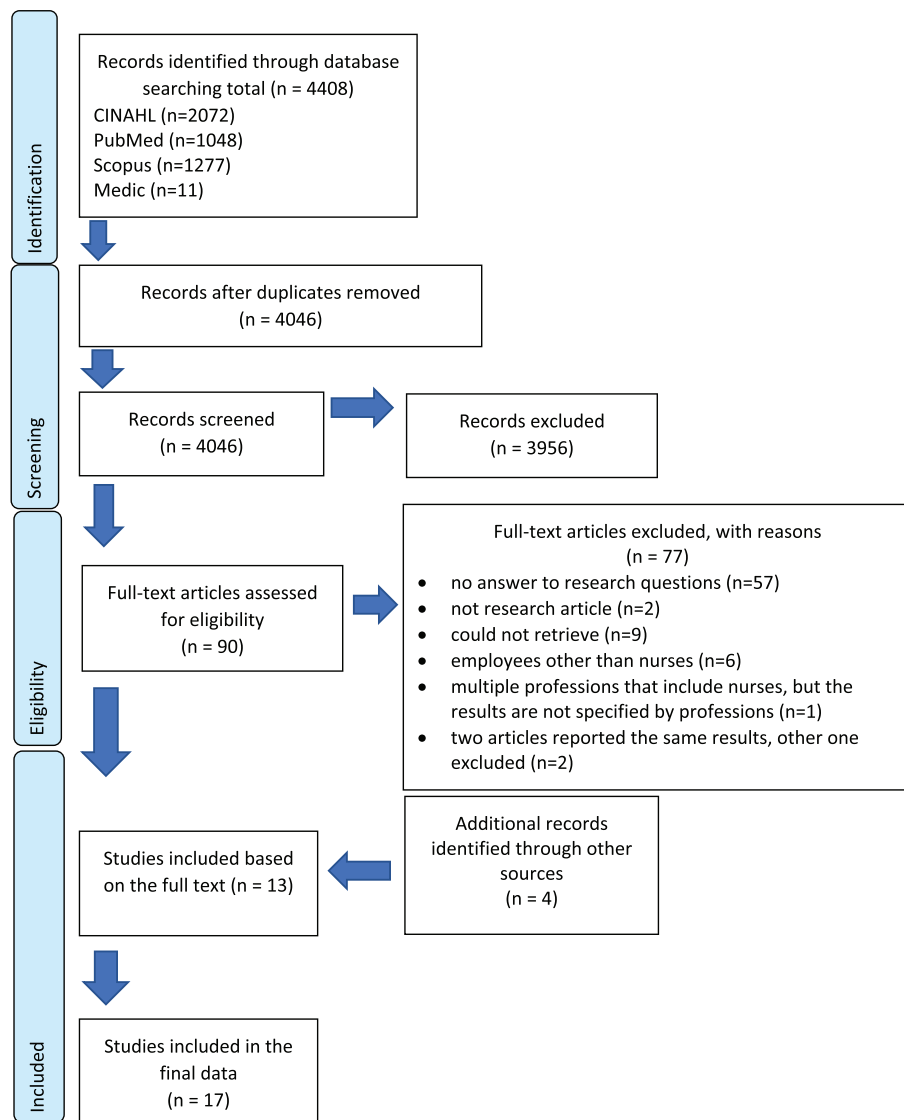 Identification
Records identified through database
searching total (n = 4408)
CINAHL (n=2072)
PubMed (n=1048)
Scopus (n=1277)
Medic (n=11)
Screening
Records after duplicates removed
(n = 4046)
Records screened
(n = 4046)
Records excluded
(n = 3956)
Eligibility
Full-text articles assessed
for eligibility
(n = 90)
Full-text articles excluded, with reasons
(n = 77)
• no answer to research questions (n=57)
• not research article (n=2)
• could not retrieve (n=9)
• employees other than nurses (n=6)
• multiple professions that include nurses, but the
results are not specified by professions (n=1)
• two articles reported the same results, other one
excluded (n=2)
Included
Studies included based
on the full text (n = 13)
Additional records
identified through other
sources
(n = 4)
Studies included in the
final data
(n = 17)